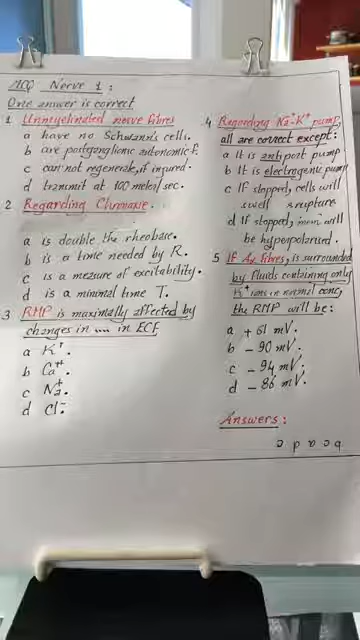 MCQ Nerve 1:
One answer is correct
1 Unmyelinated nerve fibres
a have no Schwann's cells.
b are postganglionic autonomic f.
c can not regenerate, if injured.
d transmit at 100 meter/sec.
2 Regarding Chronaxie.
a is double the rheobase.
b is a time needed by R.
c is a measure of excitability.
d is a minimal time T.
3 RMP is maximally affected by
changes in .... in ECF
a K⁺.
b Ca⁺⁺.
c Na⁺.
d Cl⁻.
4 Regarding Na⁺-K⁺ pump,
all are correct except:
a It is antiport pump
b It is electrogenic pump
c If stopped, cells will
swell & rupture
d If stopped, will
be hyperpolarised.
5 If Aγ fibres, is surrounded
by fluids containing only
K⁺ ions in normal conc,
the RMP will be:
a + 61 mV.
b - 90 mV.
c - 94 mV.
d - 86 mV.
Answers:
b c a d c